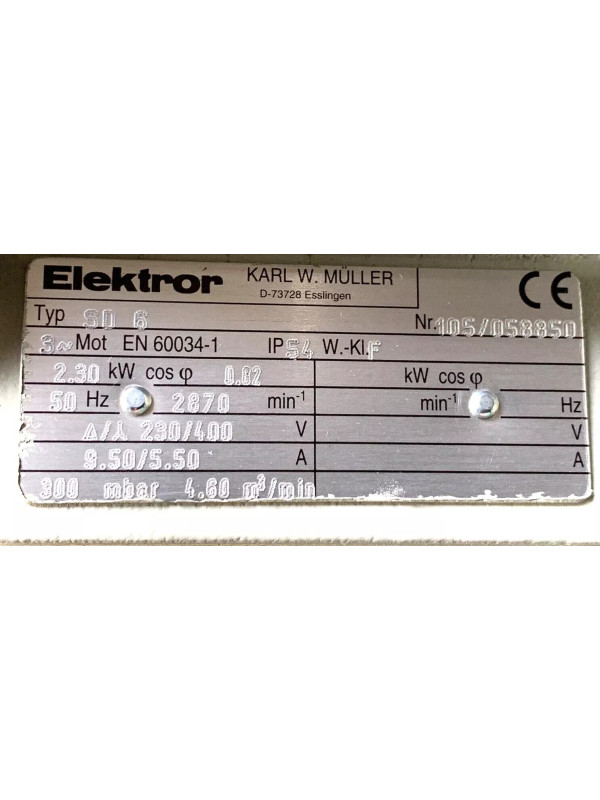 Elektror KARL W. MÜLLER
D-73728 Esslingen
CE
Typ SD 6 Nr. 105/058850
3~ Mot EN 60034-1 IP 54 W.-Kl. F
2.30 kW cos φ 0.82 kW cos φ
50 Hz 2870 min-1 min-1 Hz
Δ/⅄ 230/400 V V
9.50/5.50 A A
300 mbar 4.60 m³/min